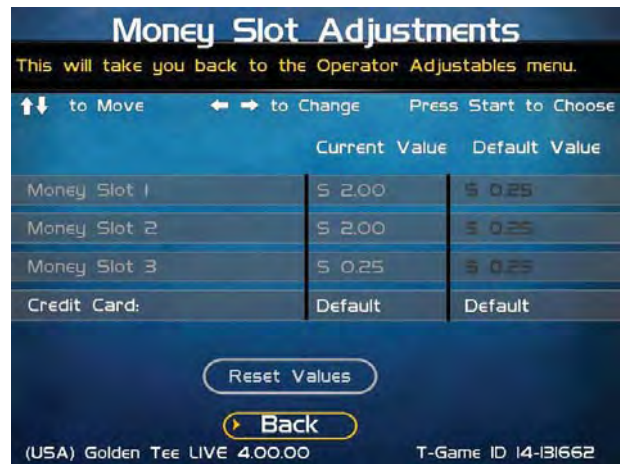 Money Slot Adjustments
This will take you back to the Operator Adjustables menu.
↑↓ to Move ← → to Change Press Start to Choose
Current Value Default Value
Money Slot 1 $ 2.00 $ 0.25
Money Slot 2 $ 2.00 $ 0.25
Money Slot 3 $ 0.25 $ 0.25
Credit Card: Default Default
Reset Values
Back
(USA) Golden Tee LIVE 4.00.00 T-Game ID 14-131662